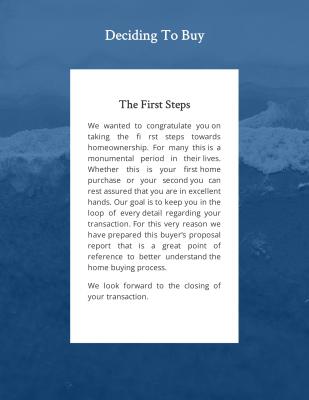 Deciding To Buy
The First Steps
We wanted to congratulate you on
taking the fi rst steps towards
homeownership. For many this is a
monumental period in their lives.
Whether this is your first home
purchase or your second you can
rest assured that you are in excellent
hands. Our goal is to keep you in the
loop of every detail regarding your
transaction. For this very reason we
have prepared this buyer's proposal
report that is a great point of
reference to better understand the
home buying process.
We look forward to the closing of
your transaction.